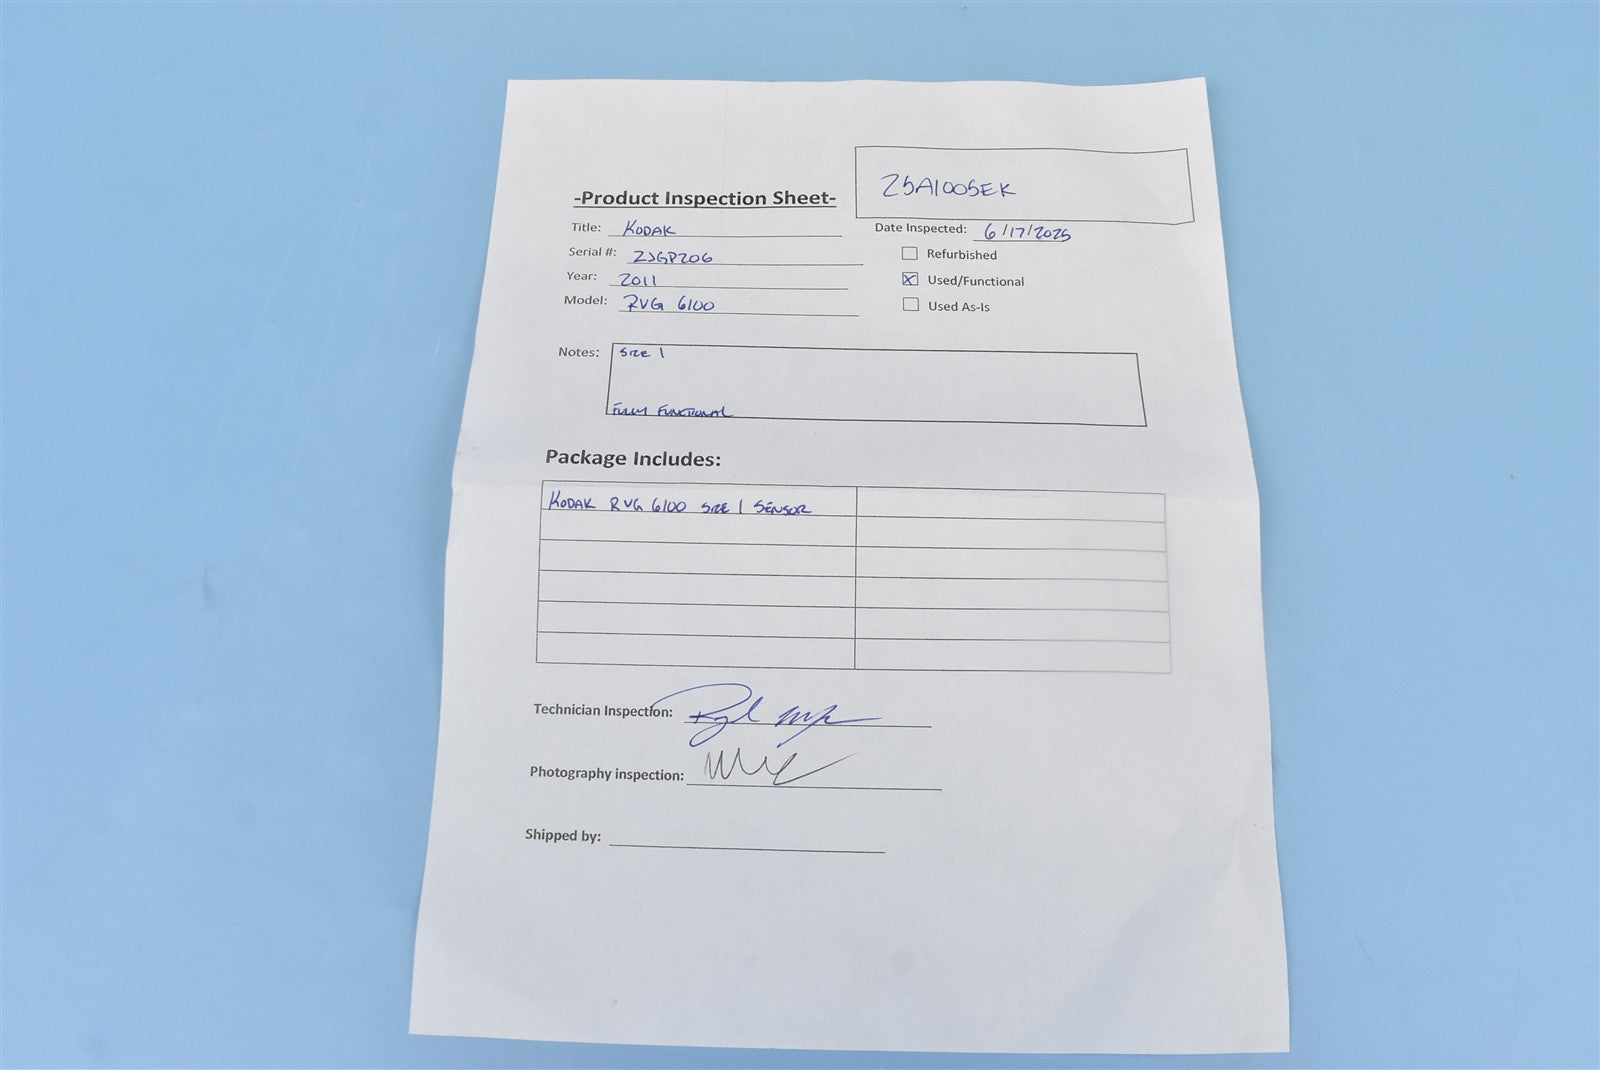 25A1005EK
-Product Inspection Sheet-
Title: KODAK
Date Inspected: 6/17/2025
Serial #: ZJGP206
Refurbished
Year: 2011
Used/Functional
Model: RVG 6100
Used As-Is
Notes: SIZE 1
FULLY FUNCTIONAL
Package Includes:
KODAK RVG 6100 SIZE 1 SENSOR
Technician Inspection:
Photography inspection:
Shipped by: